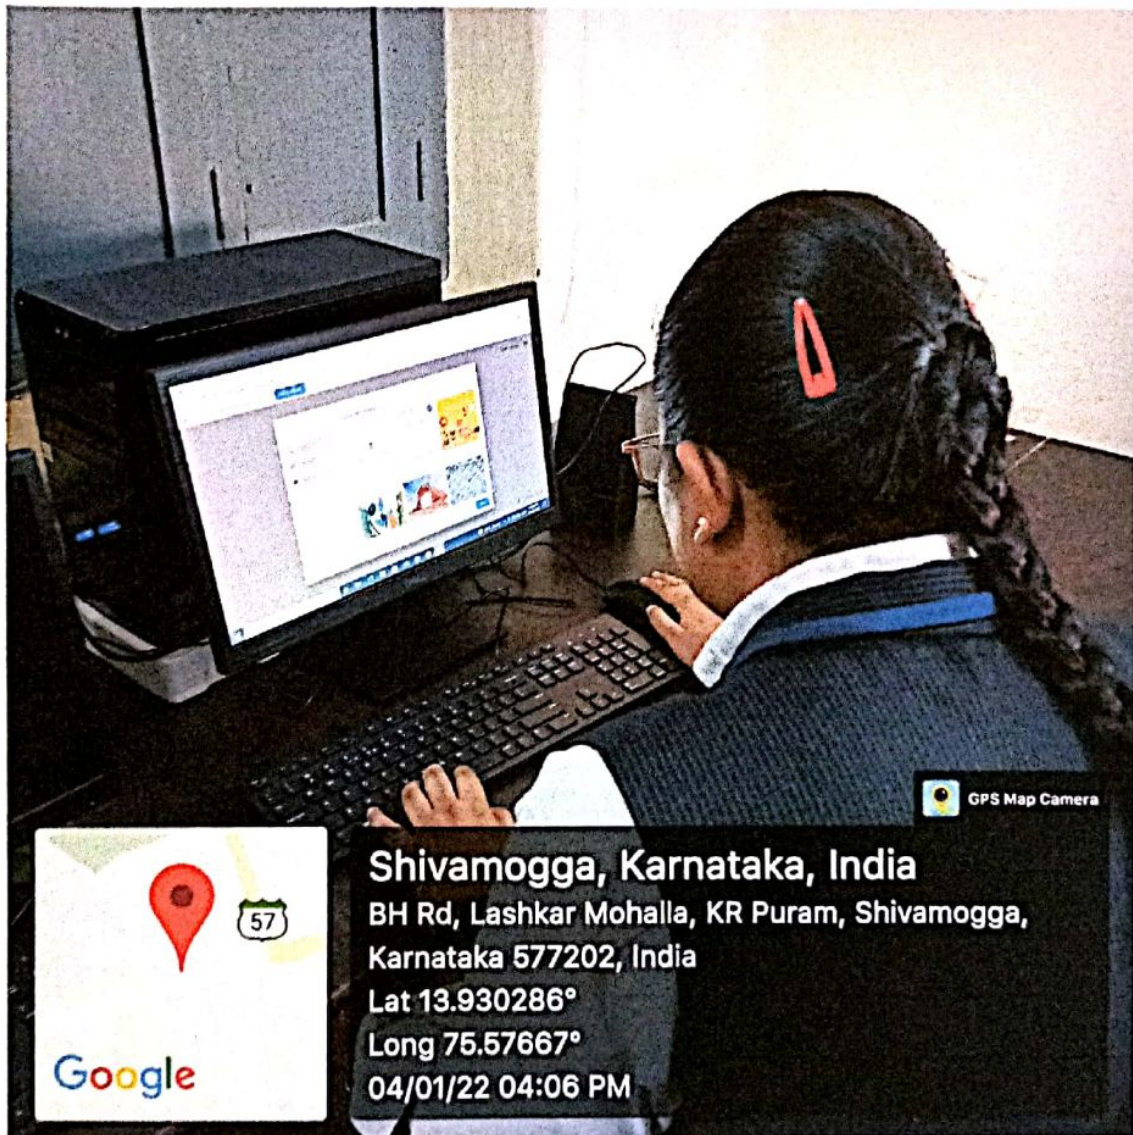 GPS Map Camera
57
Google
Shivamogga, Karnataka, India
BH Rd, Lashkar Mohalla, KR Puram, Shivamogga,
Karnataka 577202, India
Lat 13.930286°
Long 75.57667°
04/01/22 04:06 PM